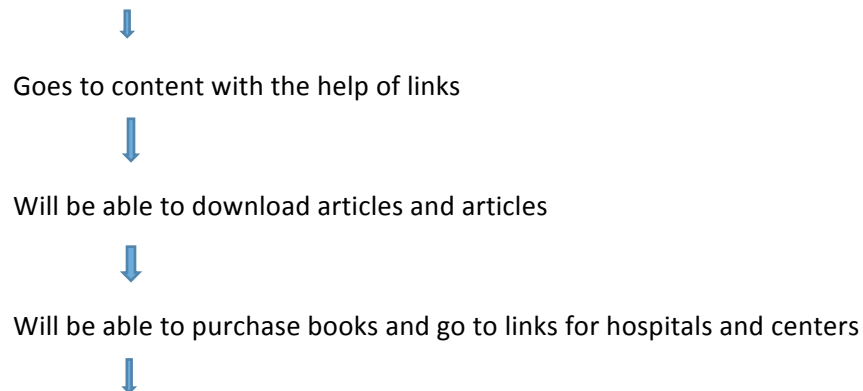 Goes to content with the help of links
Will be able to download articles and articles
Will be able to purchase books and go to links for hospitals and centers